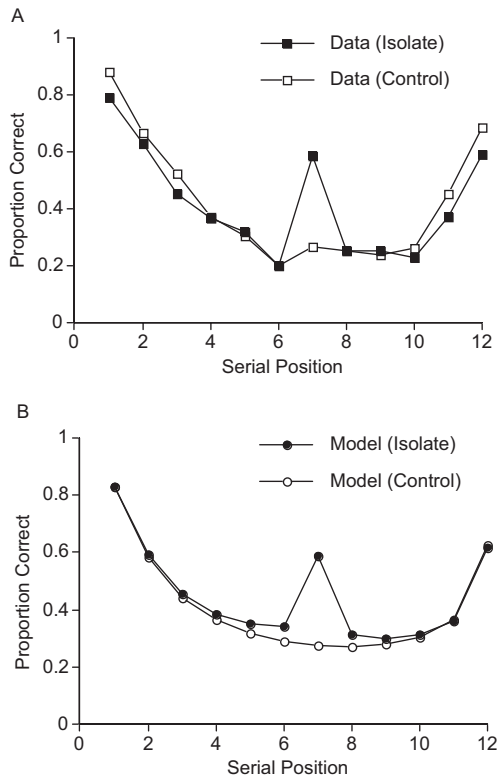 A
1
Data (Isolate)
Data (Control)
0.8
0.6
0.4
0.2
0
Proportion Correct
0 2 4 6 8 10 12
Serial Position
B
1
Model (Isolate)
Model (Control)
0.8
0.6
0.4
0.2
0
Proportion Correct
0 2 4 6 8 10 12
Serial Position